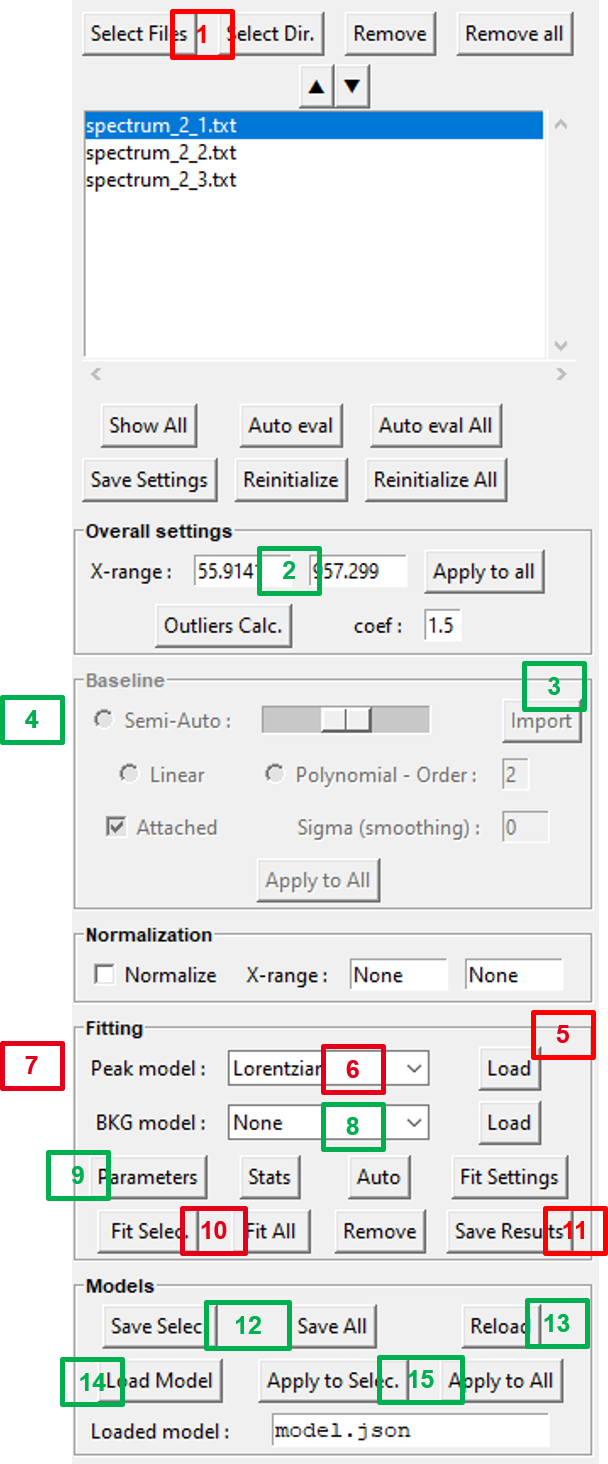 Select Files 1 Select Dir. Remove Remove all
▲ ▼
spectrum_2_1.txt
spectrum_2_2.txt
spectrum_2_3.txt
Show All Auto eval Auto eval All
Save Settings Reinitialize Reinitialize All
Overall settings
X-range : 55.914 2 957.299 Apply to all
Outliers Calc. coef : 1.5
Baseline 3
4 Semi-Auto : Import
Linear Polynomial - Order : 2
Attached Sigma (smoothing) : 0
Apply to All
Normalization
Normalize X-range : None None
Fitting 5
7 Peak model : Lorentzian 6 Load
BKG model : None 8 Load
9 Parameters Stats Auto Fit Settings
Fit Selec. 10 Fit All Remove Save Results 11
Models
Save Selec 12 Save All Reload 13
14 Load Model Apply to Selec. 15 Apply to All
Loaded model : model.json